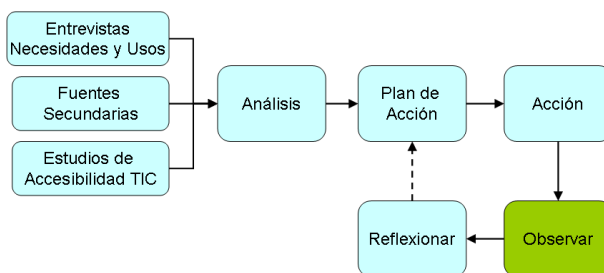 Entrevistas
Necesidades y Usos
Fuentes
Secundarias
Estudios de
Accesibilidad TIC
Análisis
Plan de
Acción
Acción
Reflexionar
Observar